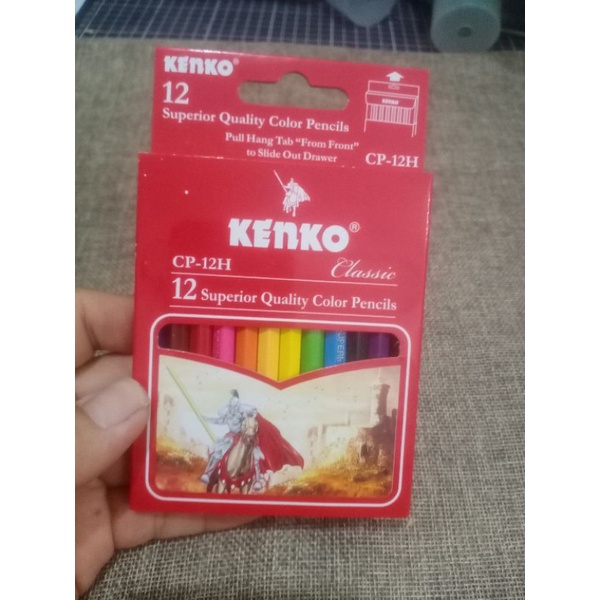 KENKO®
12
Superior Quality Color Pencils
Pull Hang Tab "From Front"
to Slide Out Drawer
CP-12H
KENKO®
CP-12H
Classic
12 Superior Quality Color Pencils